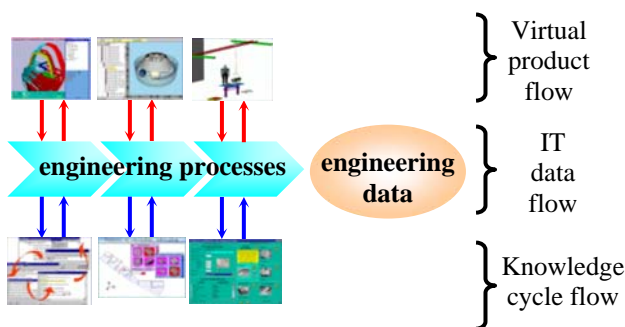 Virtual
product
flow
engineering processes
engineering
data
IT
data
flow
Knowledge
cycle flow